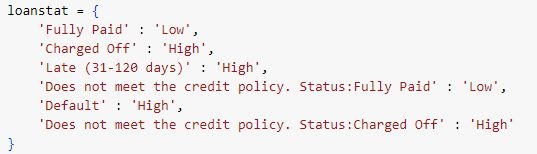 loanstat = {
    'Fully Paid' : 'Low',
    'Charged Off' : 'High',
    'Late (31-120 days)' : 'High',
    'Does not meet the credit policy. Status:Fully Paid' : 'Low',
    'Default' : 'High',
    'Does not meet the credit policy. Status:Charged Off' : 'High'
}